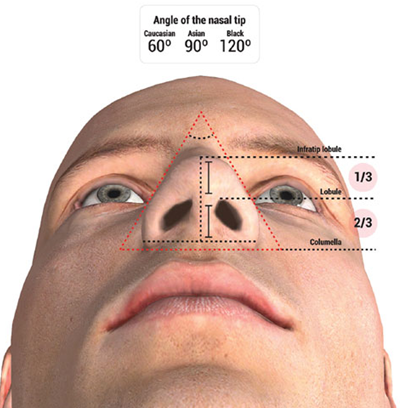 Angle of the nasal tip
Caucasian Asian Black
60º 90º 120º
Infratip lobule
1/3
Lobule
2/3
Columella